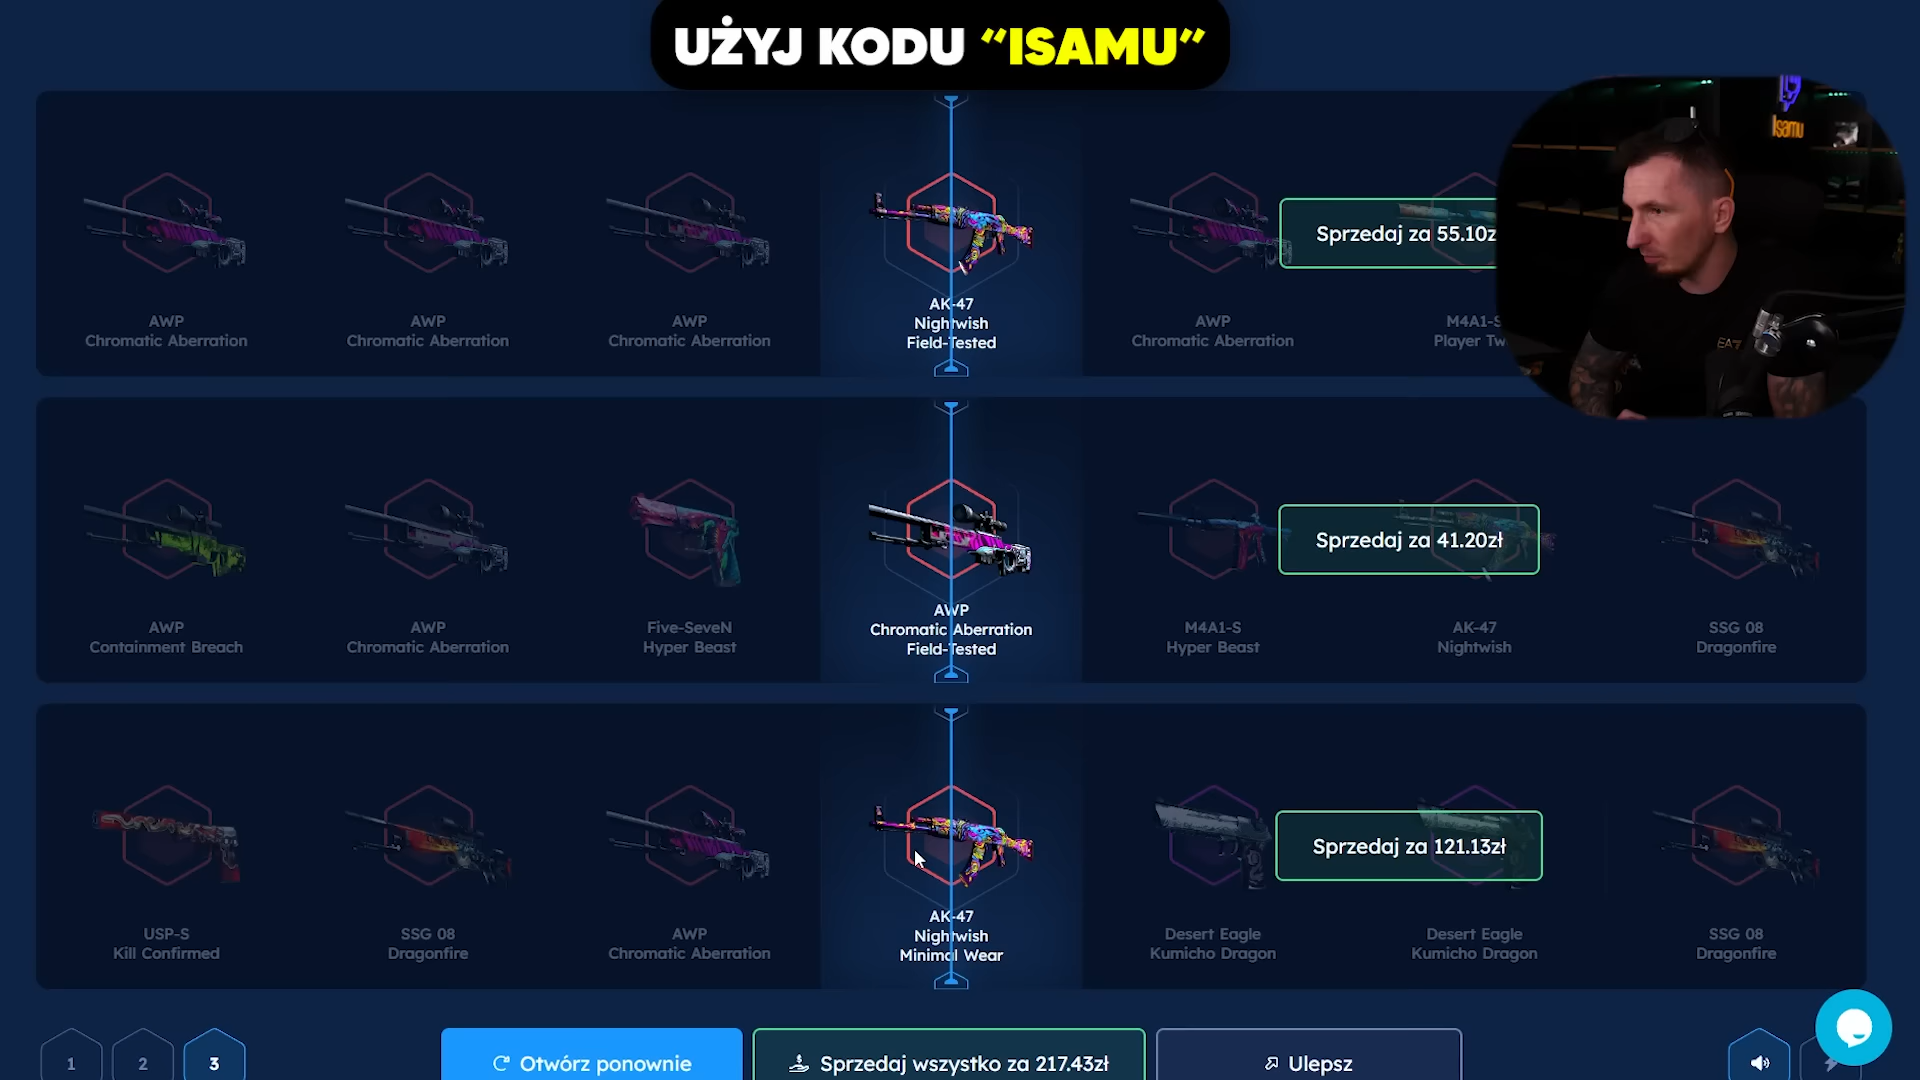 UŻYJ KODU “ISAMU”
Isamu
EA7
AWP
Chromatic Aberration
AWP
Chromatic Aberration
AWP
Chromatic Aberration
AK-47
Nightwish
Field-Tested
AWP
Chromatic Aberration
Sprzedaj za 55.10z
M4A1-S
Player Tw
AWP
Containment Breach
AWP
Chromatic Aberration
Five-SeveN
Hyper Beast
AWP
Chromatic Aberration
Field-Tested
M4A1-S
Hyper Beast
Sprzedaj za 41.20zł
AK-47
Nightwish
SSG 08
Dragonfire
USP-S
Kill Confirmed
SSG 08
Dragonfire
AWP
Chromatic Aberration
AK-47
Nightwish
Minimal Wear
Desert Eagle
Kumicho Dragon
Sprzedaj za 121.13zł
Desert Eagle
Kumicho Dragon
SSG 08
Dragonfire
1
2
3
Otwórz ponownie
Sprzedaj wszystko za 217.43zł
Ulepsz